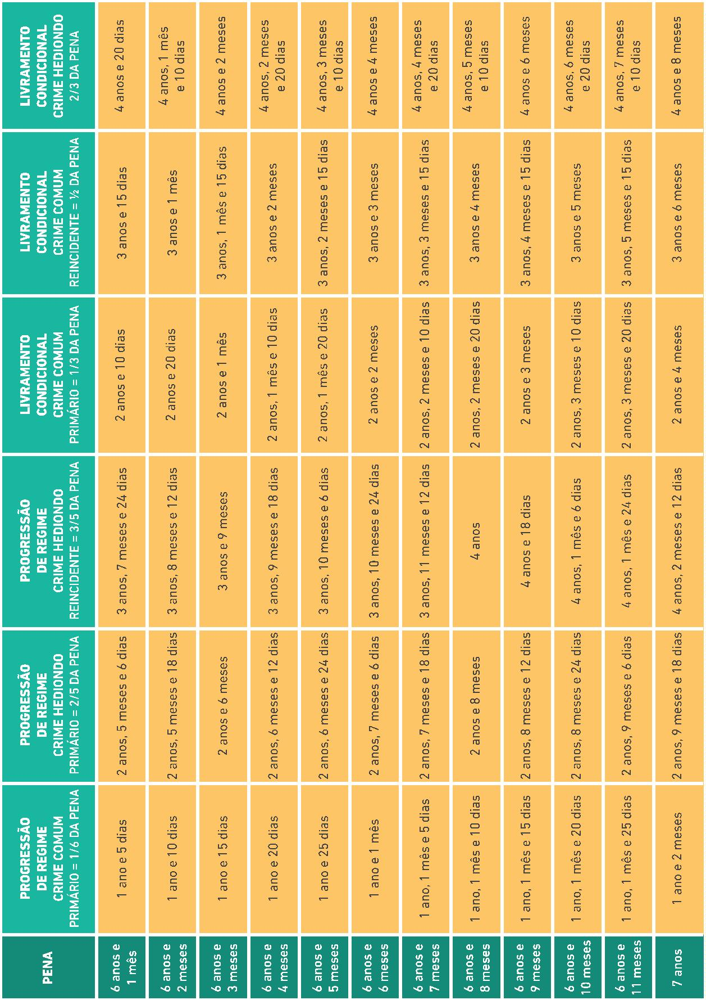 PENA
PROGRESSÃO
DE REGIME
CRIME COMUM
PRIMÁRIO = 1/6 DA PENA
PROGRESSÃO
DE REGIME
CRIME HEDIONDO
PRIMÁRIO = 2/5 DA PENA
PROGRESSÃO
DE REGIME
CRIME HEDIONDO
REINCIDENTE = 3/5 DA PENA
LIVRAMENTO
CONDICIONAL
CRIME COMUM
PRIMÁRIO = 1/3 DA PENA
LIVRAMENTO
CONDICIONAL
CRIME COMUM
REINCIDENTE = ½ DA PENA
LIVRAMENTO
CONDICIONAL
CRIME HEDIONDO
2/3 DA PENA
6 anos e
1 mês
1 ano e 5 dias
2 anos, 5 meses e 6 dias
3 anos, 7 meses e 24 dias
2 anos e 10 dias
3 anos e 15 dias
4 anos e 20 dias
6 anos e
2 meses
1 ano e 10 dias
2 anos, 5 meses e 18 dias
3 anos, 8 meses e 12 dias
2 anos e 20 dias
3 anos e 1 mês
4 anos, 1 mês
e 10 dias
6 anos e
3 meses
1 ano e 15 dias
2 anos e 6 meses
3 anos e 9 meses
2 anos e 1 mês
3 anos, 1 mês e 15 dias
4 anos e 2 meses
6 anos e
4 meses
1 ano e 20 dias
2 anos, 6 meses e 12 dias
3 anos, 9 meses e 18 dias
2 anos, 1 mês e 10 dias
3 anos e 2 meses
4 anos, 2 meses
e 20 dias
6 anos e
5 meses
1 ano e 25 dias
2 anos, 6 meses e 24 dias
3 anos, 10 meses e 6 dias
2 anos, 1 mês e 20 dias
3 anos, 2 meses e 15 dias
4 anos, 3 meses
e 10 dias
6 anos e
6 meses
1 ano e 1 mês
2 anos, 7 meses e 6 dias
3 anos, 10 meses e 24 dias
2 anos e 2 meses
3 anos e 3 meses
4 anos e 4 meses
6 anos e
7 meses
1 ano, 1 mês e 5 dias
2 anos, 7 meses e 18 dias
3 anos, 11 meses e 12 dias
2 anos, 2 meses e 10 dias
3 anos, 3 meses e 15 dias
4 anos, 4 meses
e 20 dias
6 anos e
8 meses
1 ano, 1 mês e 10 dias
2 anos e 8 meses
4 anos
2 anos, 2 meses e 20 dias
3 anos e 4 meses
4 anos, 5 meses
e 10 dias
6 anos e
9 meses
1 ano, 1 mês e 15 dias
2 anos, 8 meses e 12 dias
4 anos e 18 dias
2 anos e 3 meses
3 anos, 4 meses e 15 dias
4 anos e 6 meses
6 anos e
10 meses
1 ano, 1 mês e 20 dias
2 anos, 8 meses e 24 dias
4 anos, 1 mês e 6 dias
2 anos, 3 meses e 10 dias
3 anos e 5 meses
4 anos, 6 meses
e 20 dias
6 anos e
11 meses
1 ano, 1 mês e 25 dias
2 anos, 9 meses e 6 dias
4 anos, 1 mês e 24 dias
2 anos, 3 meses e 20 dias
3 anos, 5 meses e 15 dias
4 anos, 7 meses
e 10 dias
7 anos
1 ano e 2 meses
2 anos, 9 meses e 18 dias
4 anos, 2 meses e 12 dias
2 anos e 4 meses
3 anos e 6 meses
4 anos e 8 meses